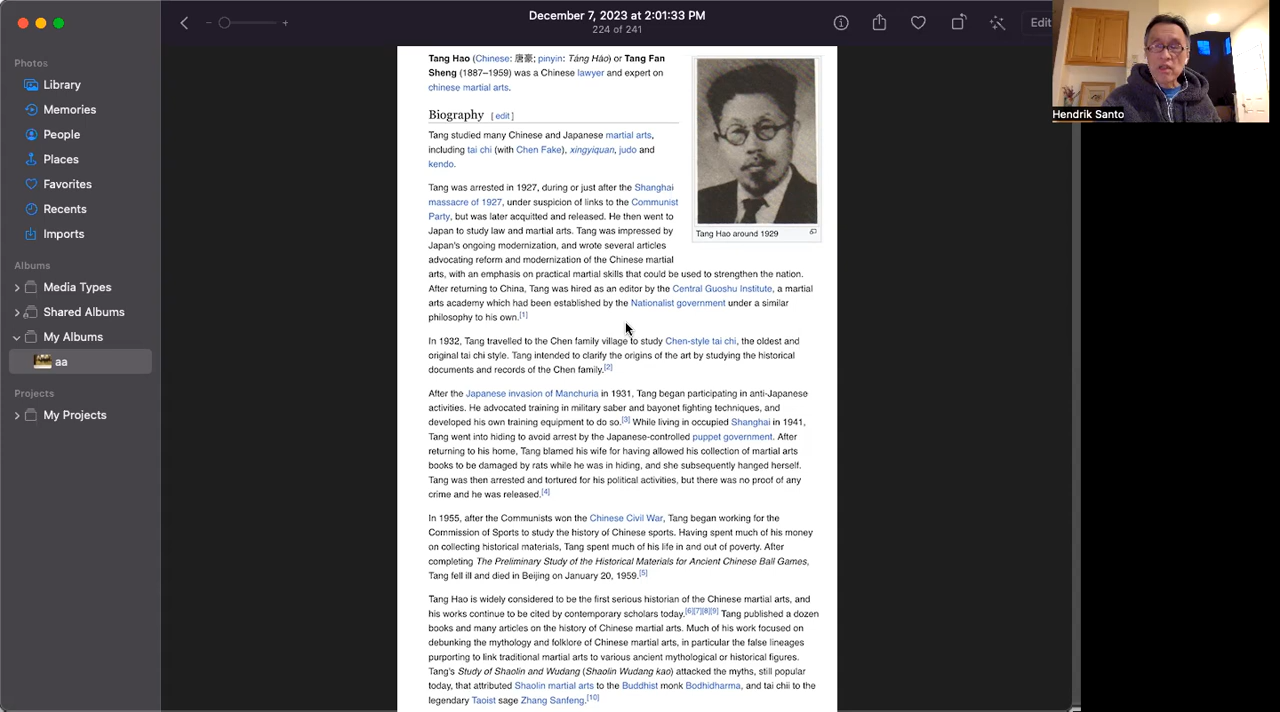 December 7, 2023 at 2:01:33 PM
224 of 241
Edit
Hendrik Santo
Photos
Library
Memories
People
Places
Favorites
Recents
Imports
Albums
Media Types
Shared Albums
My Albums
aa
Projects
My Projects
Tang Hao (Chinese: 唐豪; pinyin: Táng Háo) or Tang Fan
Sheng (1887–1959) was a Chinese lawyer and expert on
chinese martial arts.
Biography [ edit ]
Tang studied many Chinese and Japanese martial arts,
including tai chi (with Chen Fake), xingyiquan, judo and
kendo.
Tang was arrested in 1927, during or just after the Shanghai
massacre of 1927, under suspicion of links to the Communist
Party, but was later acquitted and released. He then went to
Japan to study law and martial arts. Tang was impressed by
Japan's ongoing modernization, and wrote several articles
advocating reform and modernization of the Chinese martial
arts, with an emphasis on practical martial skills that could be used to strengthen the nation.
After returning to China, Tang was hired as an editor by the Central Guoshu Institute, a martial
arts academy which had been established by the Nationalist government under a similar
philosophy to his own.[1]
Tang Hao around 1929
In 1932, Tang travelled to the Chen family village to study Chen-style tai chi, the oldest and
original tai chi style. Tang intended to clarify the origins of the art by studying the historical
documents and records of the Chen family.[2]
After the Japanese invasion of Manchuria in 1931, Tang began participating in anti-Japanese
activities. He advocated training in military saber and bayonet fighting techniques, and
developed his own training equipment to do so.[3] While living in occupied Shanghai in 1941,
Tang went into hiding to avoid arrest by the Japanese-controlled puppet government. After
returning to his home, Tang blamed his wife for having allowed his collection of martial arts
books to be damaged by rats while he was in hiding, and she subsequently hanged herself.
Tang was then arrested and tortured for his political activities, but there was no proof of any
crime and he was released.[4]
In 1955, after the Communists won the Chinese Civil War, Tang began working for the
Commission of Sports to study the history of Chinese sports. Having spent much of his money
on collecting historical materials, Tang spent much of his life in and out of poverty. After
completing The Preliminary Study of the Historical Materials for Ancient Chinese Ball Games,
Tang fell ill and died in Beijing on January 20, 1959.[5]
Tang Hao is widely considered to be the first serious historian of the Chinese martial arts, and
his works continue to be cited by contemporary scholars today.[6][7][8][9] Tang published a dozen
books and many articles on the history of Chinese martial arts. Much of his work focused on
debunking the mythology and folklore of Chinese martial arts, in particular the false lineages
purporting to link traditional martial arts to various ancient mythological or historical figures.
Tang's Study of Shaolin and Wudang (Shaolin Wudang kao) attacked the myths, still popular
today, that attributed Shaolin martial arts to the Buddhist monk Bodhidharma, and tai chii to the
legendary Taoist sage Zhang Sanfeng.[10]